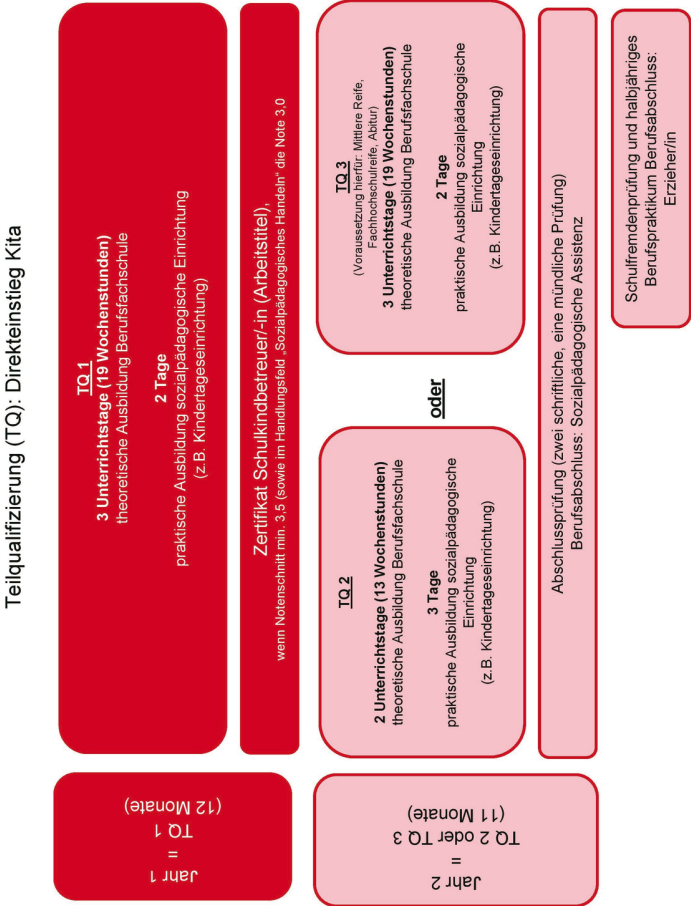 Teilqualifizierung (TQ): Direkteinstieg Kita
Jahr 1
=
TQ 1
(12 Monate)
TQ 1
3 Unterrichtstage (19 Wochenstunden)
theoretische Ausbildung Berufsfachschule
2 Tage
praktische Ausbildung sozialpädagogische Einrichtung
(z.B. Kindertageseinrichtung)
Zertifikat Schulkindbetreuer/-in (Arbeitstitel),
wenn Notenschnitt min. 3,5 (sowie im Handlungsfeld „Sozialpädagogisches Handeln" die Note 3,0
Jahr 2
=
TQ 2 oder TQ 3
(11 Monate)
TQ 2
2 Unterrichtstage (13 Wochenstunden)
theoretische Ausbildung Berufsfachschule
3 Tage
praktische Ausbildung sozialpädagogische
Einrichtung
(z.B. Kindertageseinrichtung)
oder
TQ 3
(Voraussetzung hierfür: Mittlere Reife,
Fachhochschulreife, Abitur)
3 Unterrichtstage (19 Wochenstunden)
theoretische Ausbildung Berufsfachschule
2 Tage
praktische Ausbildung sozialpädagogische
Einrichtung
(z.B. Kindertageseinrichtung)
Abschlussprüfung (zwei schriftliche, eine mündliche Prüfung)
Berufsabschluss: Sozialpädagogische Assistenz
Schulfremdenprüfung und halbjähriges
Berufspraktikum Berufsabschluss:
Erzieher/in